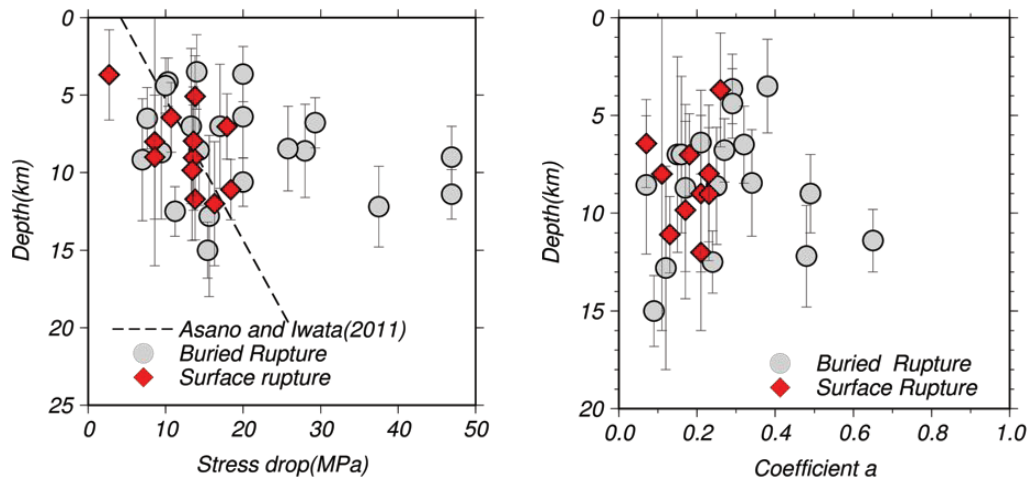 0
5
10
15
20
25
Depth(km)
Asano and Iwata(2011)
Buried Rupture
Surface rupture
0 10 20 30 40 50
Stress drop(MPa)
0
5
10
15
20
Depth(km)
Buried Rupture
Surface Rupture
0.0 0.2 0.4 0.6 0.8 1.0
Coefficient a